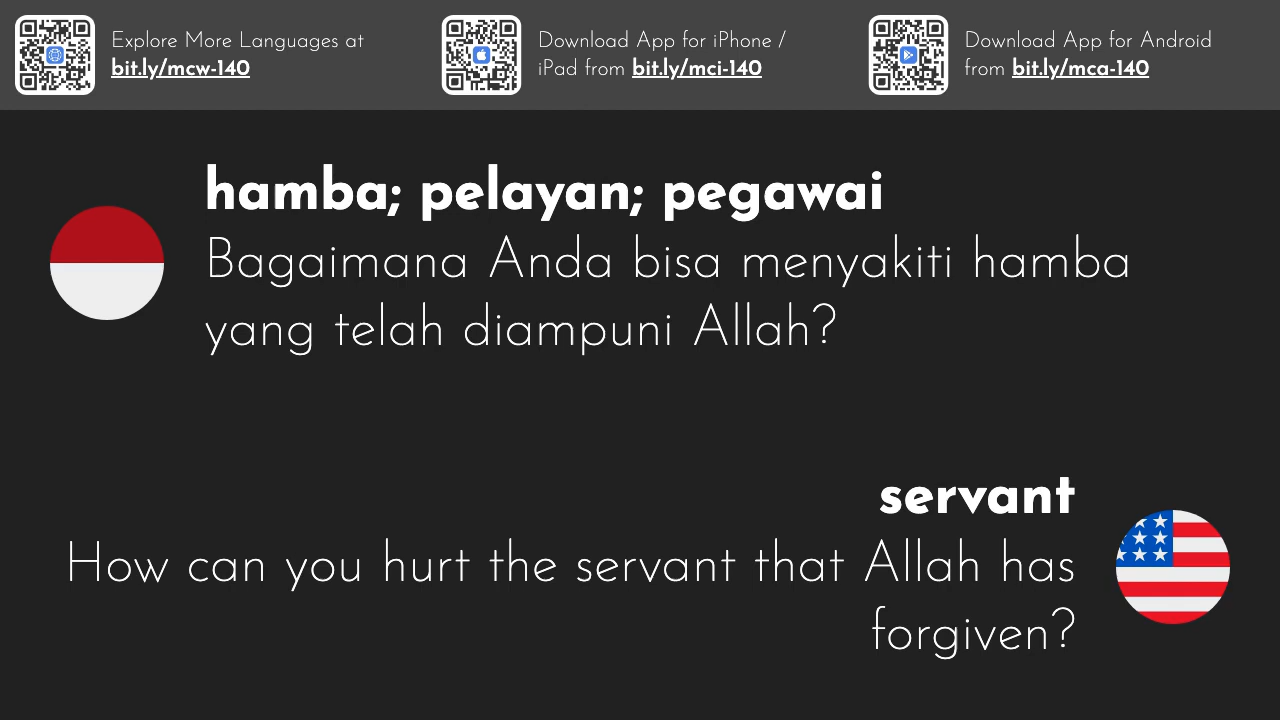 Explore More Languages at
bit.ly/mcw-140
Download App for iPhone /
iPad from bit.ly/mci-140
Download App for Android
from bit.ly/mca-140
hamba; pelayan; pegawai
Bagaimana Anda bisa menyakiti hamba
yang telah diampuni Allah?
servant
How can you hurt the servant that Allah has
forgiven?